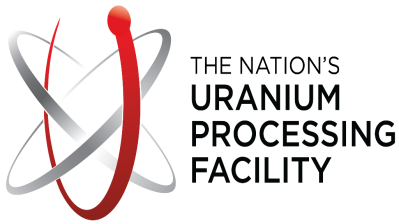 THE NATION'S
URANIUM
PROCESSING
FACILITY